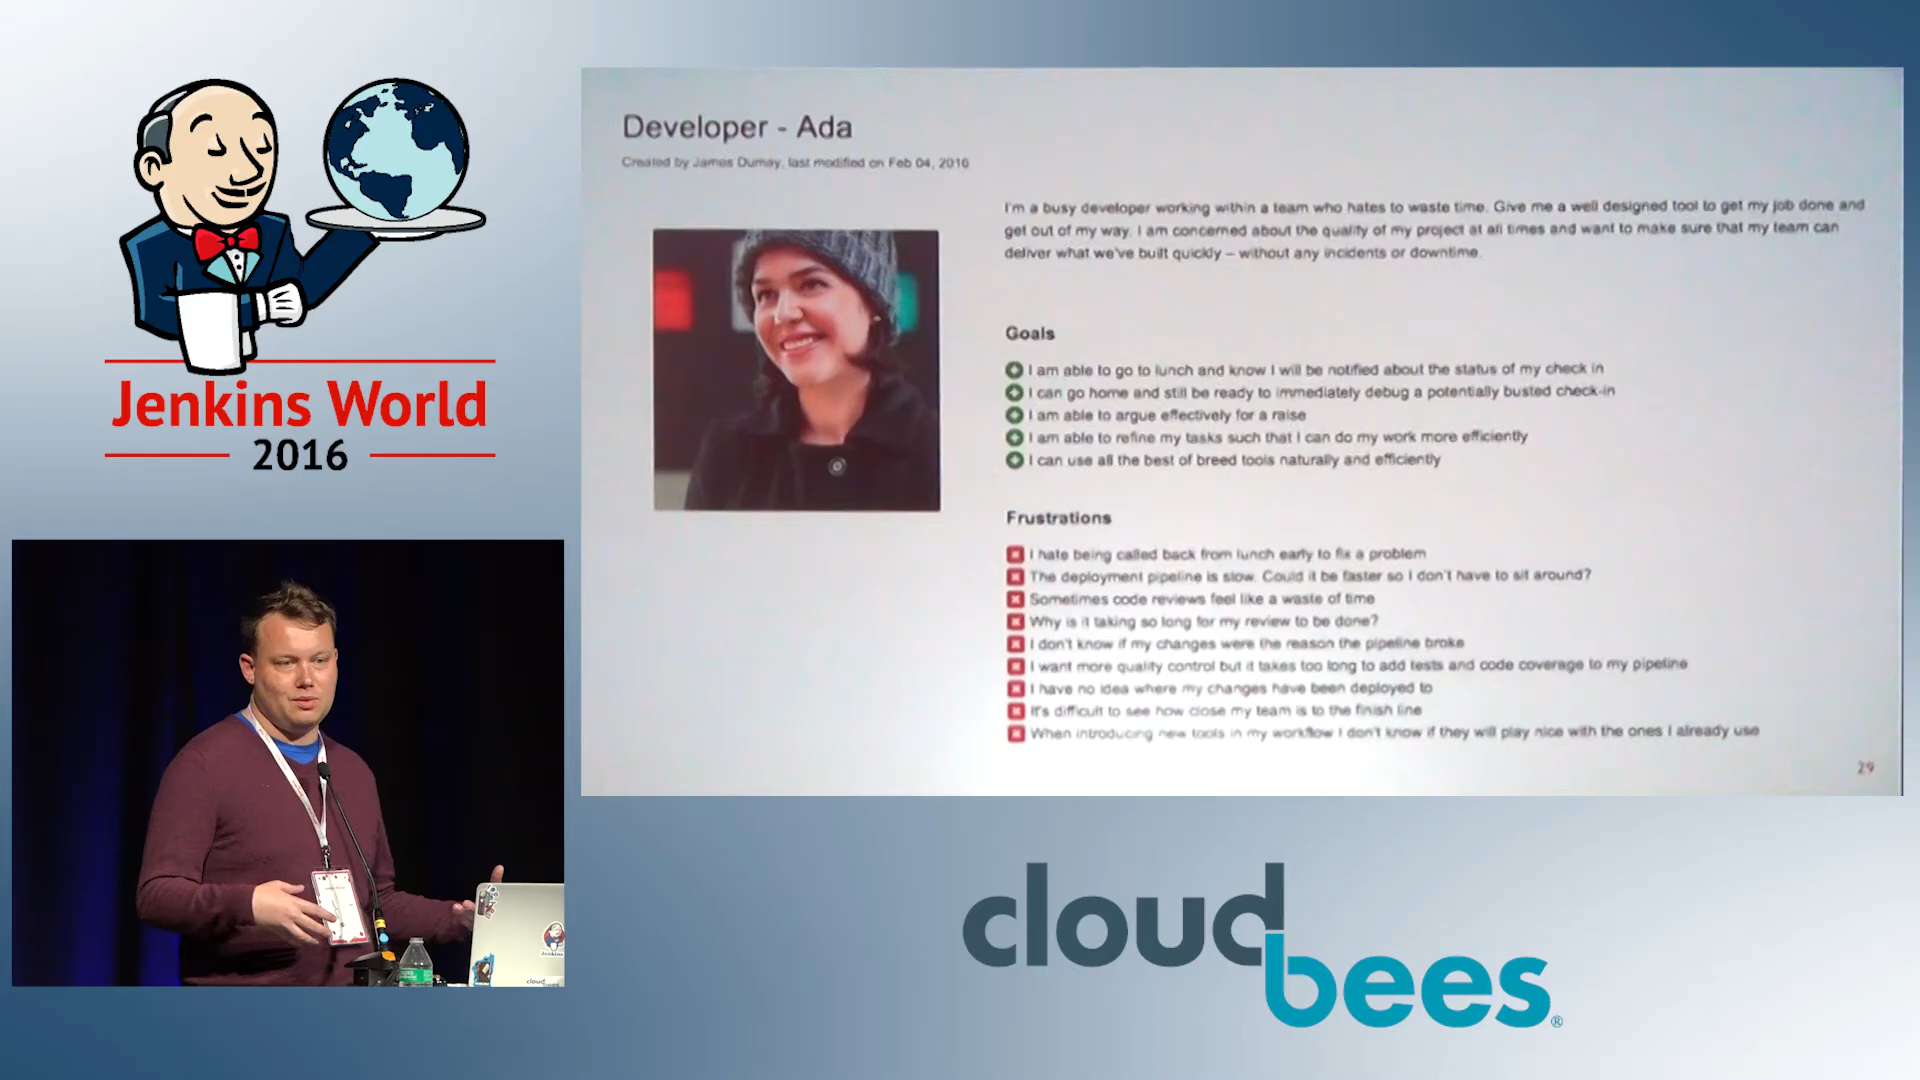 Jenkins World
2016
Developer - Ada
Created by James Dumay, last modified on Feb 04, 2016
I'm a busy developer working within a team who hates to waste time. Give me a well designed tool to get my job done and
get out of my way. I am concerned about the quality of my project at all times and want to make sure that my team can
deliver what we've built quickly – without any incidents or downtime.
Goals
I am able to go to lunch and know I will be notified about the status of my check in
I can go home and still be ready to immediately debug a potentially busted check-in
I am able to argue effectively for a raise
I am able to refine my tasks such that I can do my work more efficiently
I can use all the best of breed tools naturally and efficiently
Frustrations
I hate being called back from lunch early to fix a problem
The deployment pipeline is slow. Could it be faster so I don't have to sit around?
Sometimes code reviews feel like a waste of time
Why is it taking so long for my review to be done?
I don't know if my changes were the reason the pipeline broke
I want more quality control but it takes too long to add tests and code coverage to my pipeline
I have no idea where my changes have been deployed to
It's difficult to see how close my team is to the finish line
When introducing new tools in my workflow I don't know if they will play nice with the ones I already use
29
Jenkins
cloud
cloud
bees®